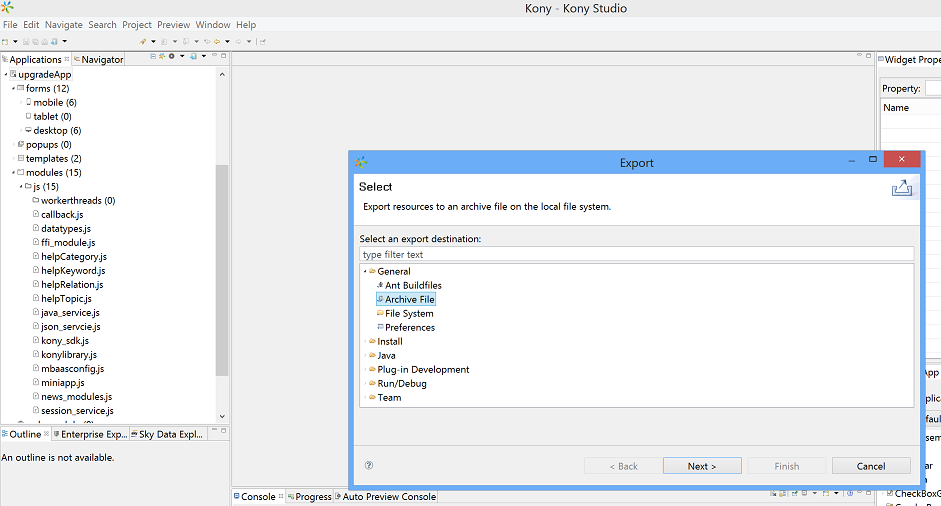 Kony - Kony Studio
File Edit Navigate Search Project Preview Window Help
Applications
Navigator
upgradeApp
forms (12)
mobile (6)
tablet (0)
desktop (6)
popups (0)
templates (2)
modules (15)
js (15)
workerthreads (0)
callback.js
datatypes.js
ffi_module.js
helpCategory.js
helpKeyword.js
helpRelation.js
helpTopic.js
java_service.js
json_servcie.js
kony_sdk.js
konylibrary.js
mbaasconfig.js
miniapp.js
news_modules.js
session_service.js
Outline
Enterprise Exp...
Sky Data Expl...
An outline is not available.
Export
Select
Export resources to an archive file on the local file system.
Select an export destination:
type filter text
General
Ant Buildfiles
Archive File
File System
Preferences
Install
Java
Plug-in Development
Run/Debug
Team
< Back
Next >
Finish
Cancel
Console
Progress
Auto Preview Console
Widget Prope
Property:
Name
App
plica
faul
sem
ar
n
CheckBoxG